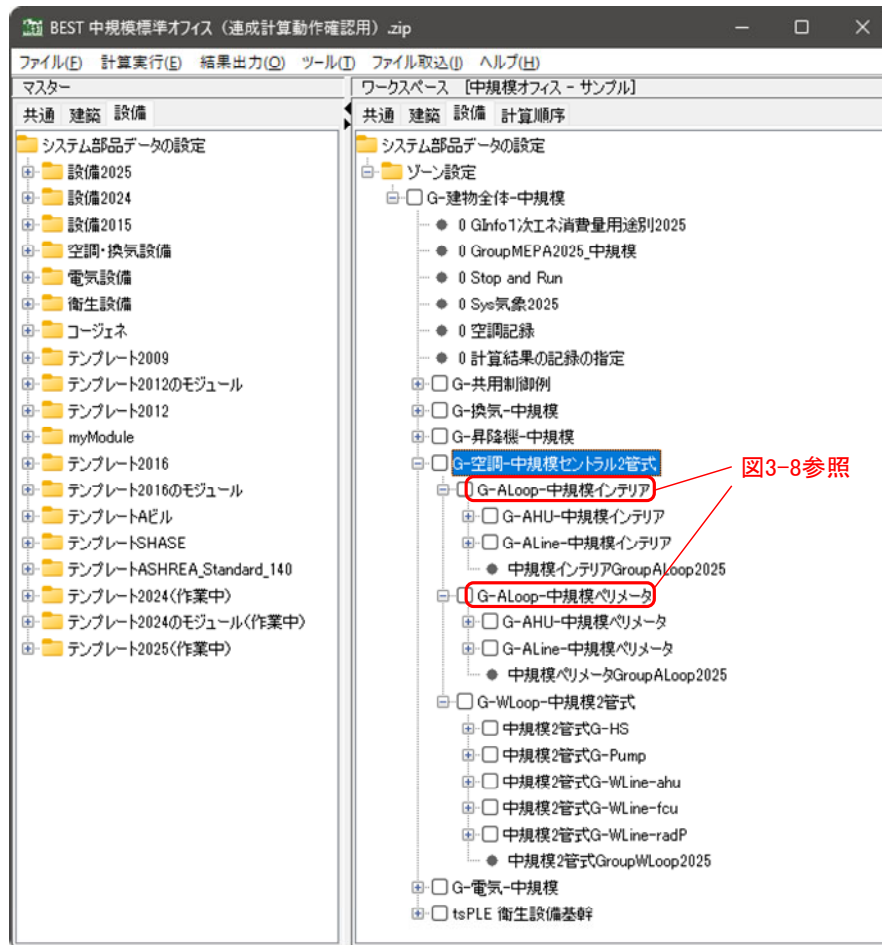 BEST 中規模標準オフィス（連成計算動作確認用）.zip
ファイル(F) 計算実行(E) 結果出力(O) ツール(T) ファイル取込(I) ヘルプ(H)
マスター
共通 建築 設備
システム部品データの設定
設備2025
設備2024
設備2015
空調・換気設備
電気設備
衛生設備
コージェネ
テンプレート2009
テンプレート2012のモジュール
テンプレート2012
myModule
テンプレート2016
テンプレート2016のモジュール
テンプレートAビル
テンプレートSHASE
テンプレートASHREA_Standard_140
テンプレート2024(作業中)
テンプレート2024のモジュール(作業中)
テンプレート2025(作業中)
ワークスペース [中規模オフィス - サンプル]
共通 建築 設備 計算順序
システム部品データの設定
ゾーン設定
G-建物全体-中規模
0 GInfo1次エネ消費量用途別2025
0 GroupMEPA2025_中規模
0 Stop and Run
0 Sys気象2025
0 空調記録
0 計算結果の記録の指定
G-共用制御例
G-換気-中規模
G-昇降機-中規模
G-空調-中規模セントラル2管式
G-ALoop-中規模インテリア
G-AHU-中規模インテリア
G-ALine-中規模インテリア
中規模インテリアGroupALoop2025
G-ALoop-中規模ペリメータ
G-AHU-中規模ペリメータ
G-ALine-中規模ペリメータ
中規模ペリメータGroupALoop2025
G-WLoop-中規模2管式
中規模2管式G-HS
中規模2管式G-Pump
中規模2管式G-WLine-ahu
中規模2管式G-WLine-fcu
中規模2管式G-WLine-radP
中規模2管式GroupWLoop2025
G-電気-中規模
tsPLE 衛生設備基幹
図3-8参照